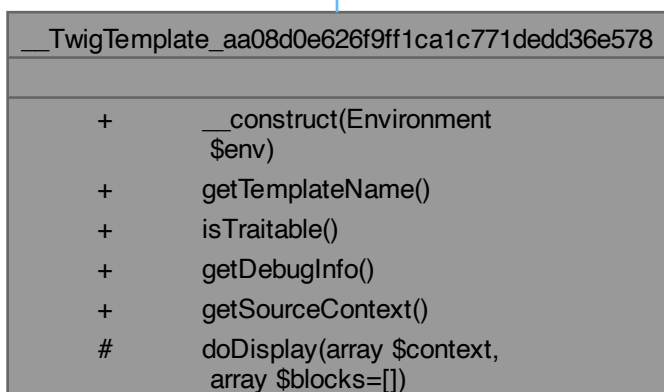 __TwigTemplate_aa08d0e626f9ff1ca1c771dedd36e578
+ __construct(Environment
$env)
+ getTemplateName()
+ isTraitable()
+ getDebugInfo()
+ getSourceContext()
# doDisplay(array $context,
array $blocks=[])